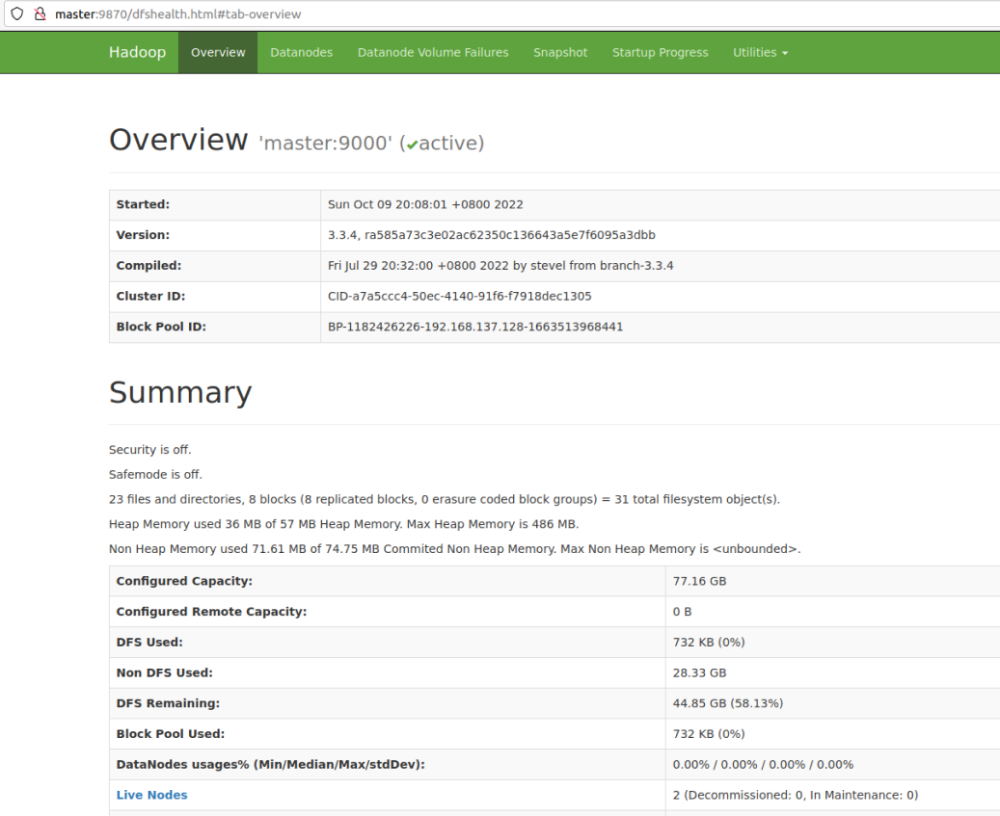 master:9870/dfshealth.html#tab-overview
Hadoop Overview Datanodes Datanode Volume Failures Snapshot Startup Progress Utilities
Overview 'master:9000' (✔active)
Started: Sun Oct 09 20:08:01 +0800 2022
Version: 3.3.4, ra585a73c3e02ac62350c136643a5e7f6095a3dbb
Compiled: Fri Jul 29 20:32:00 +0800 2022 by stevel from branch-3.3.4
Cluster ID: CID-a7a5ccc4-50ec-4140-91f6-f7918dec1305
Block Pool ID: BP-1182426226-192.168.137.128-1663513968441
Summary
Security is off.
Safemode is off.
23 files and directories, 8 blocks (8 replicated blocks, 0 erasure coded block groups) = 31 total filesystem object(s).
Heap Memory used 36 MB of 57 MB Heap Memory. Max Heap Memory is 486 MB.
Non Heap Memory used 71.61 MB of 74.75 MB Commited Non Heap Memory. Max Non Heap Memory is <unbounded>.
Configured Capacity: 77.16 GB
Configured Remote Capacity: 0 B
DFS Used: 732 KB (0%)
Non DFS Used: 28.33 GB
DFS Remaining: 44.85 GB (58.13%)
Block Pool Used: 732 KB (0%)
DataNodes usages% (Min/Median/Max/stdDev): 0.00% / 0.00% / 0.00% / 0.00%
Live Nodes 2 (Decommissioned: 0, In Maintenance: 0)